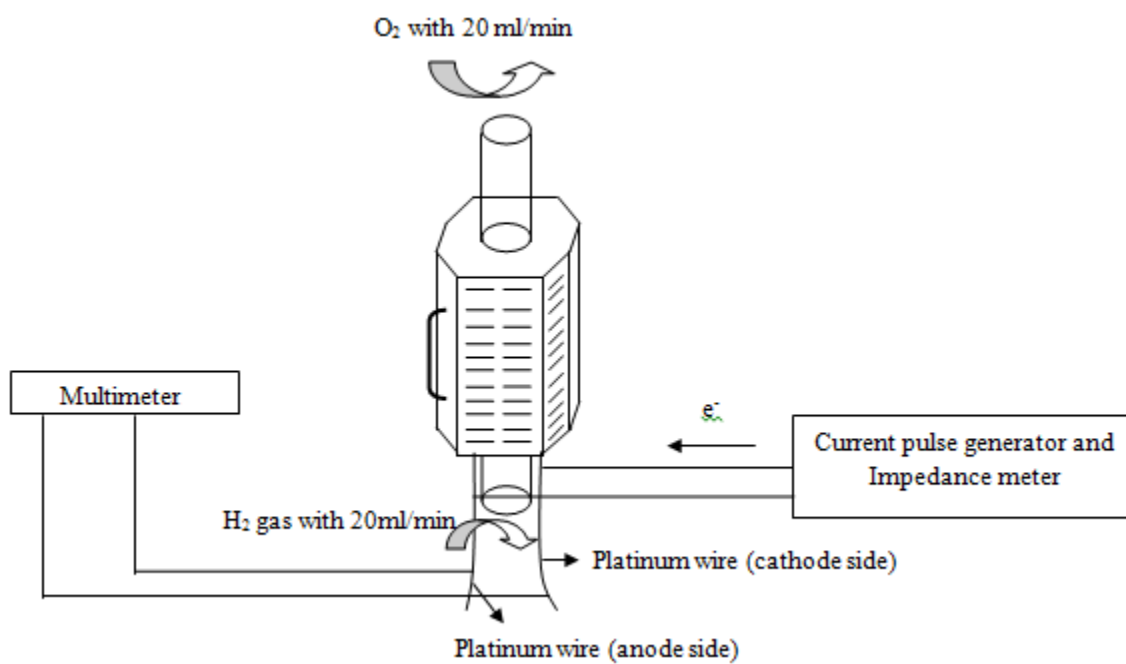 O₂ with 20 ml/min
Multimeter
e⁻
Current pulse generator and
Impedance meter
H₂ gas with 20ml/min
Platinum wire (cathode side)
Platinum wire (anode side)